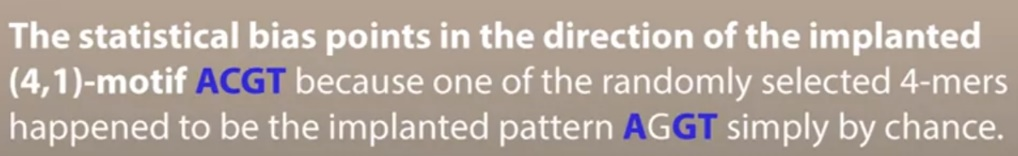 The statistical bias points in the direction of the implanted
(4,1)-motif ACGT because one of the randomly selected 4-mers
happened to be the implanted pattern AGGT simply by chance.